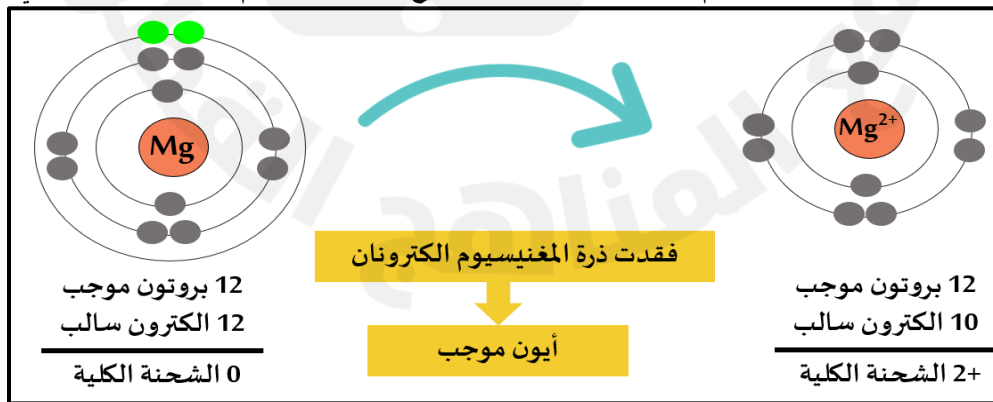 Mg
Mg2+
فقدت ذرة المغنيسيوم الكترونان
أيون موجب
12 بروتون موجب
12 الكترون سالب
0 الشحنة الكلية
12 بروتون موجب
10 الكترون سالب
+2 الشحنة الكلية
المناهج